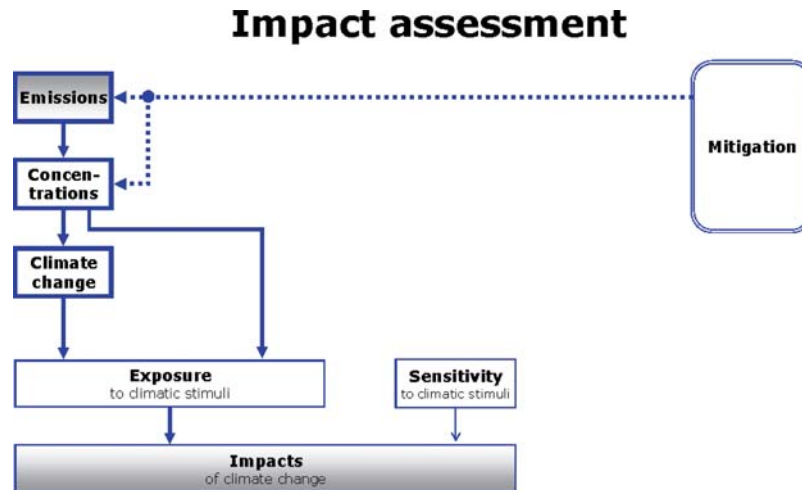 Impact assessment
Emissions
Mitigation
Concen-
trations
Climate
change
Exposure
to climatic stimuli
Sensitivity
to climatic stimuli
Impacts
of climate change